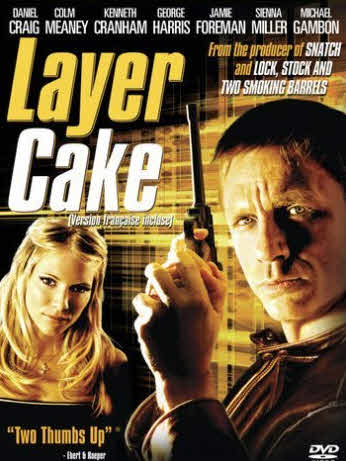 DANIEL CRAIG COLM MEANEY KENNETH CRANHAM GEORGE HARRIS JAMIE FOREMAN SIENNA MILLER MICHAEL GAMBON
From the producer of SNATCH
and LOCK, STOCK AND
TWO SMOKING BARRELS
Layer
Cake
(Version française incluse)
"Two Thumbs Up"
- Ebert & Roeper
DVD